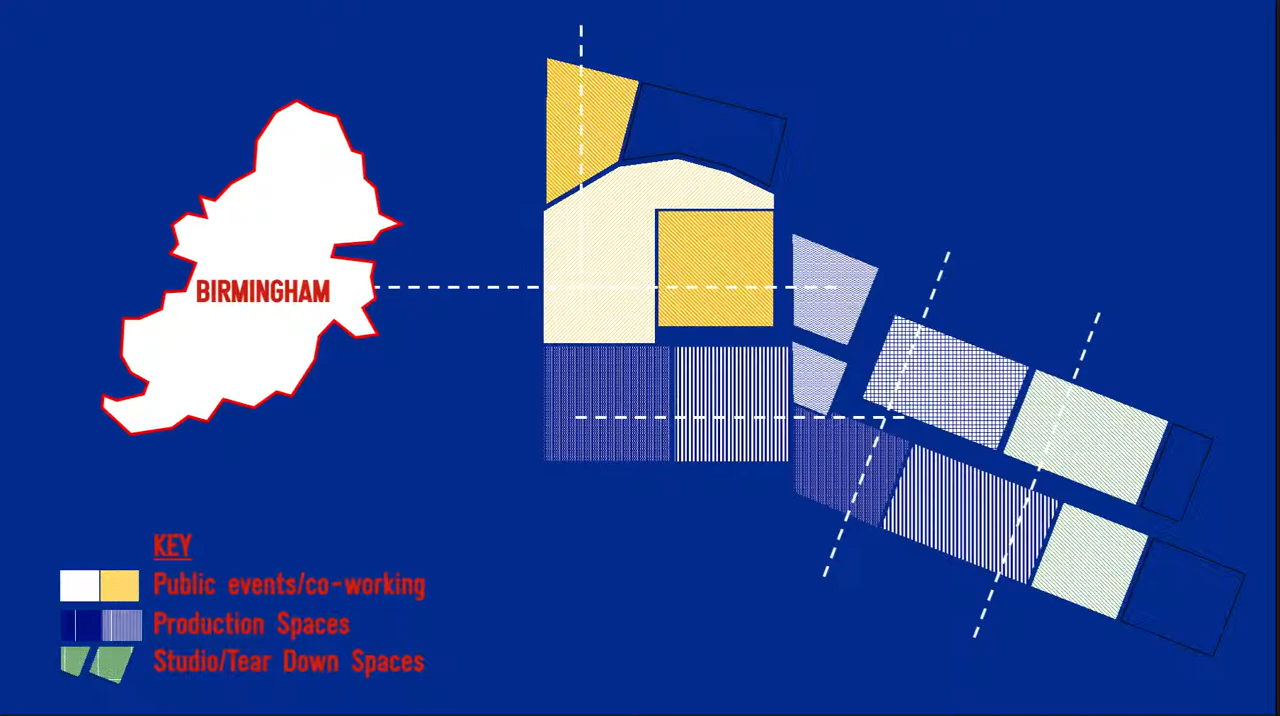 BIRMINGHAM
KEY
Public events/co-working
Production Spaces
Studio/Tear Down Spaces